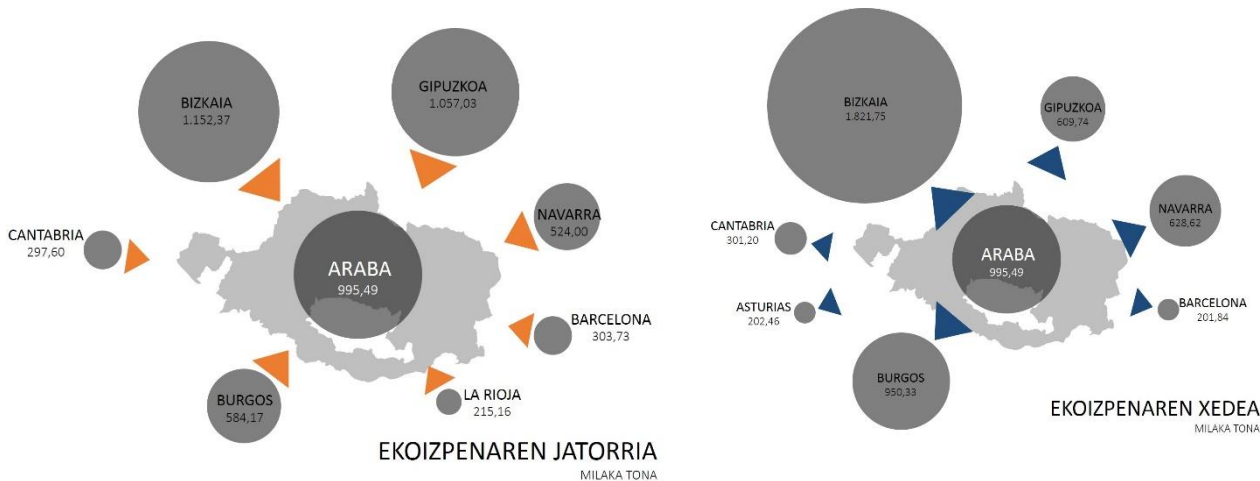 BIZKAIA
1.152,37
GIPUZKOA
1.057,03
NAVARRA
524,00
CANTABRIA
297,60
ARABA
995,49
BARCELONA
303,73
BURGOS
584,17
LA RIOJA
215,16
EKOIZPENAREN JATORRIA
MILAKA TONA
BIZKAIA
1.821,75
GIPUZKOA
609,74
NAVARRA
628,62
CANTABRIA
301,20
ARABA
995,49
ASTURIAS
202,46
BARCELONA
201,84
BURGOS
950,33
EKOIZPENAREN XEDEA
MILAKA TONA